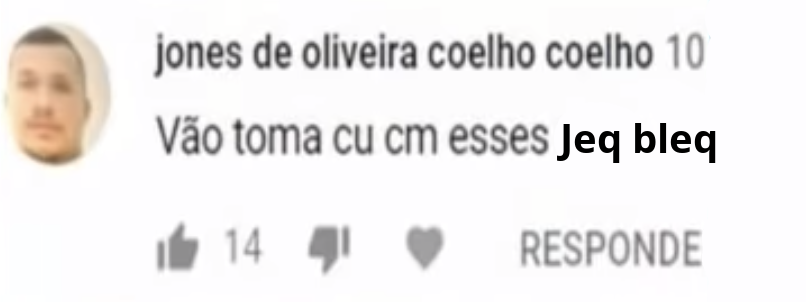 jones de oliveira coelho coelho 10
Vão toma cu cm esses Jeq bleq
14 RESPONDE